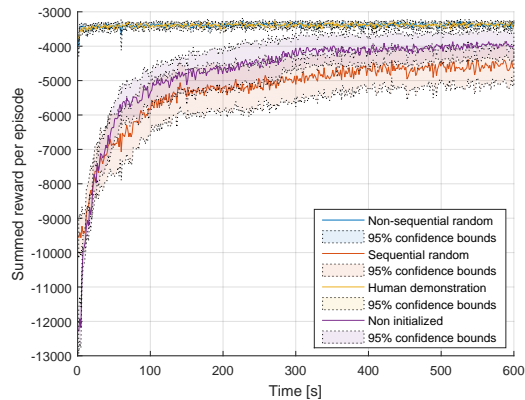 -3000
-4000
-5000
-6000
-7000
-8000
-9000
-10000
-11000
-12000
-13000
Summed reward per episode
0 100 200 300 400 500 600
Time [s]
Non-sequential random
95% confidence bounds
Sequential random
95% confidence bounds
Human demonstration
95% confidence bounds
Non initialized
95% confidence bounds